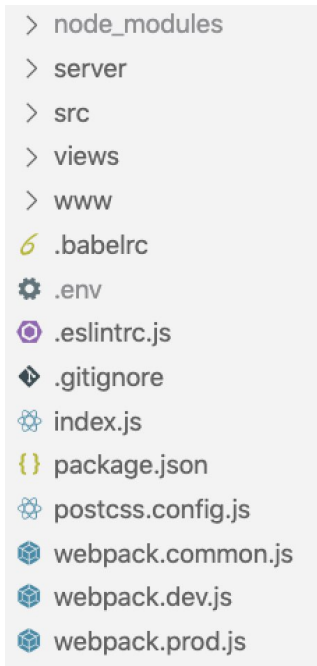 node_modules
server
src
views
www
.babelrc
.env
.eslintrc.js
.gitignore
index.js
package.json
postcss.config.js
webpack.common.js
webpack.dev.js
webpack.prod.js